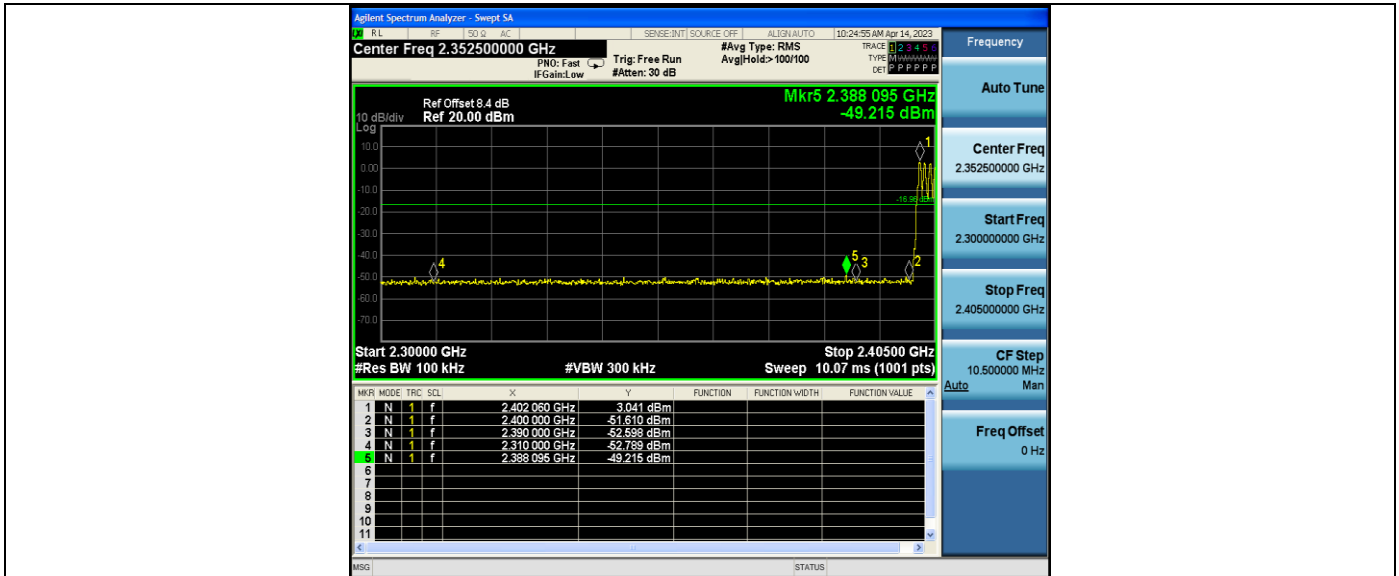 Agilent Spectrum Analyzer - Swept SA
RL RF 50 Ω AC SENSE:INT SOURCE OFF ALIGN AUTO 10:24:55 AM Apr 14, 2023
Center Freq 2.352500000 GHz
PNO: Fast
IFGain:Low
Trig: Free Run
#Atten: 30 dB
#Avg Type: RMS
Avg|Hold:>100/100
TRACE 1 2 3 4 5 6
TYPE M
DET P P P P P P
Frequency
Mkr5 2.388 095 GHz
-49.215 dBm
Ref Offset 8.4 dB
Ref 20.00 dBm
10 dB/div
Log
10.0
0.00
-10.0
-20.0
-30.0
-40.0
-50.0
-60.0
-70.0
1
-16.96 dBm
4
5
3
2
Start 2.30000 GHz
Stop 2.40500 GHz
#Res BW 100 kHz
#VBW 300 kHz
Sweep 10.07 ms (1001 pts)
MKR MODE TRC SCL X Y FUNCTION FUNCTION WIDTH FUNCTION VALUE
1 N 1 f 2.402 060 GHz 3.041 dBm
2 N 1 f 2.400 000 GHz -51.610 dBm
3 N 1 f 2.390 000 GHz -52.598 dBm
4 N 1 f 2.310 000 GHz -52.789 dBm
5 N 1 f 2.388 095 GHz -49.215 dBm
6
7
8
9
10
11
MSG
STATUS
Auto Tune
Center Freq
2.352500000 GHz
Start Freq
2.300000000 GHz
Stop Freq
2.405000000 GHz
CF Step
10.500000 MHz
Auto Man
Freq Offset
0 Hz